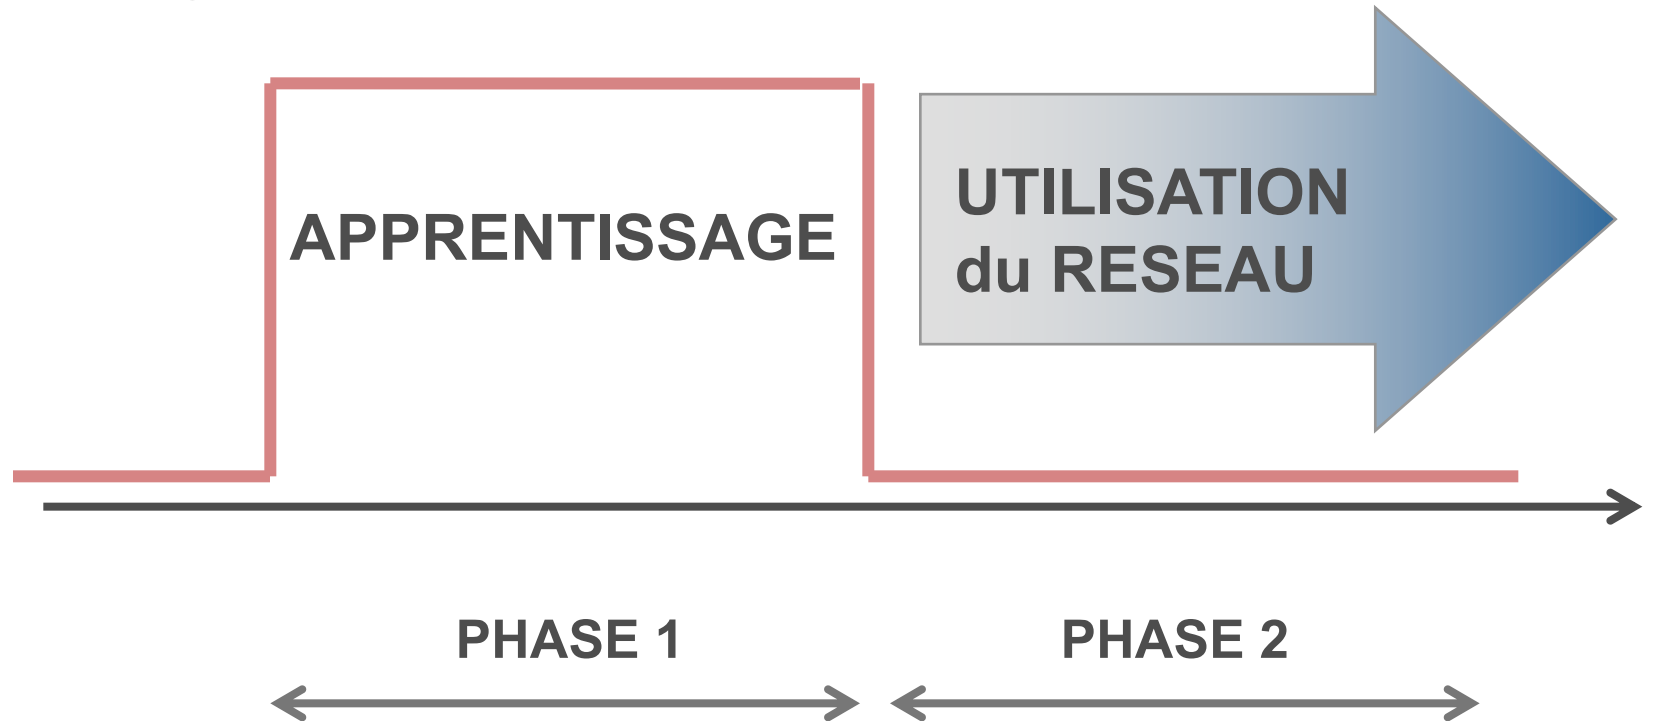 APPRENTISSAGE
UTILISATION
du RESEAU
PHASE 1
PHASE 2